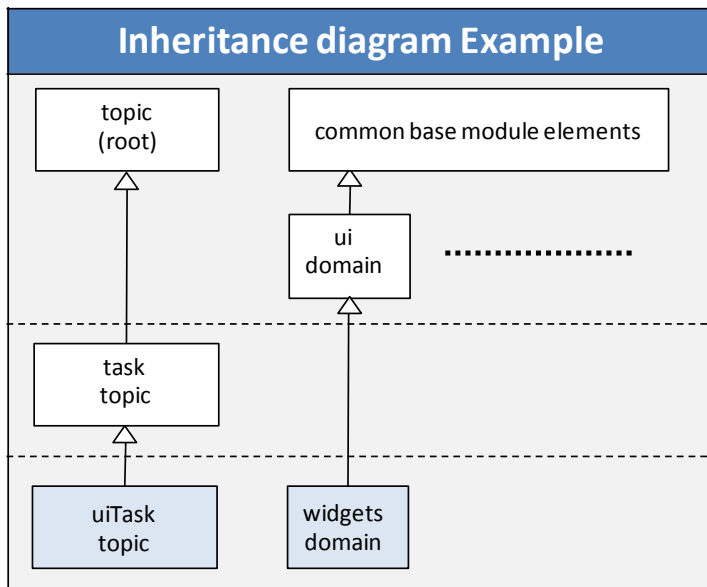 Inheritance diagram Example
topic
(root)
common base module elements
ui
domain
task
topic
uiTask
topic
widgets
domain